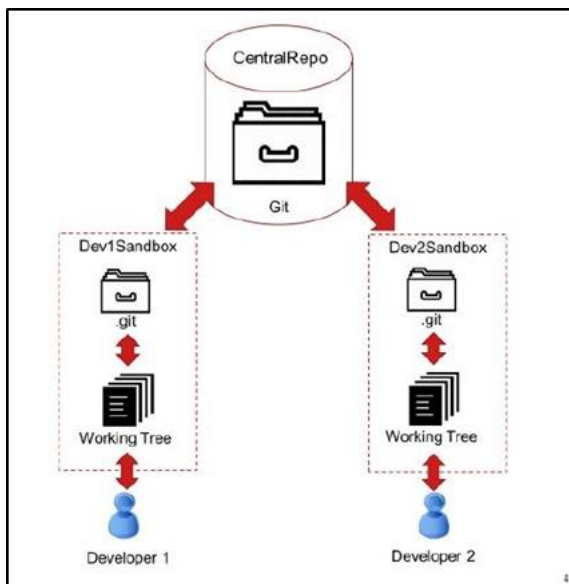 CentralRepo
Git
Dev1Sandbox
.git
Working Tree
Developer 1
Dev2Sandbox
.git
Working Tree
Developer 2